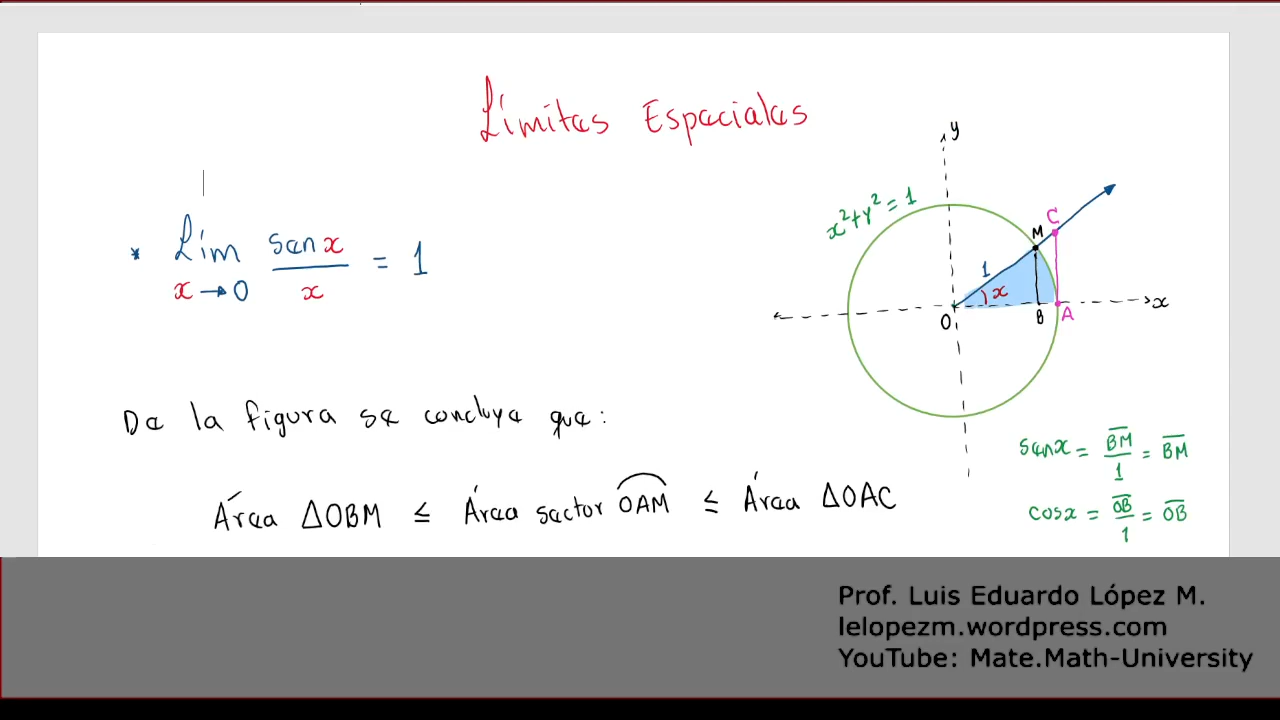 Límites Especiales
y
x² + y² = 1
C
M
1
x
O
B
A
x
* Lím sen x / x = 1
x → 0
De la figura se concluye que:
sen x = BM / 1 = BM
Área ΔOBM ≤ Área sector OAM ≤ Área ΔOAC
cos x = OB / 1 = OB
Prof. Luis Eduardo López M.
lelopezm.wordpress.com
YouTube: Mate.Math-University